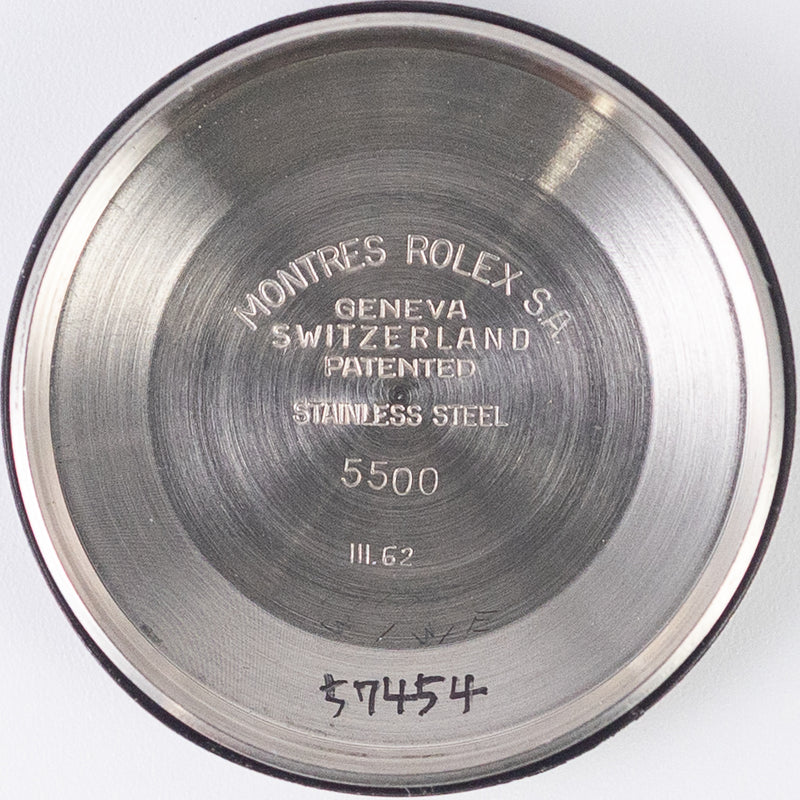 MONTRES ROLEX S.A.
GENEVA
SWITZERLAND
PATENTED
STAINLESS STEEL
5500
III.62
57454